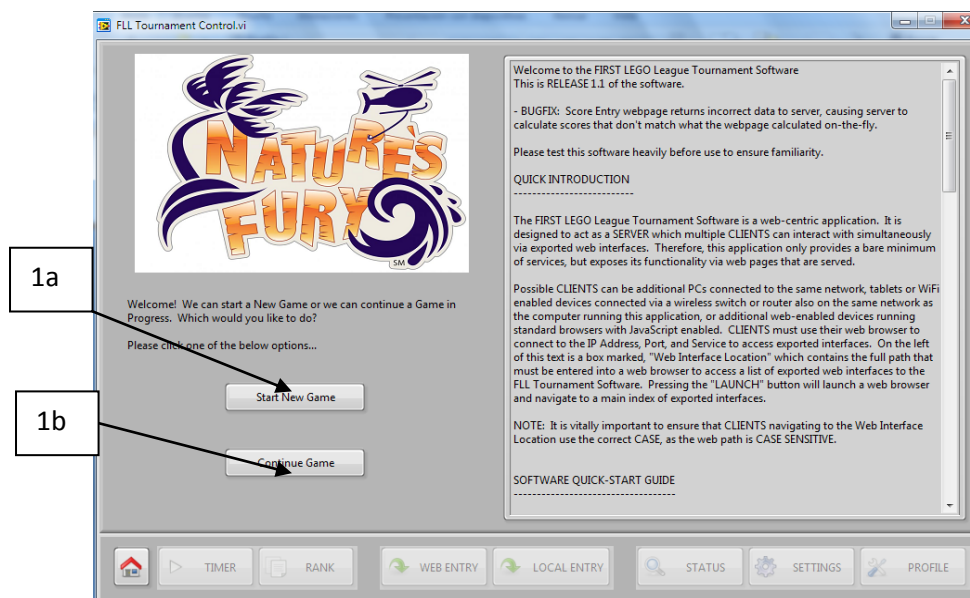 FLL Tournament Control.vi
NATURE'S
FURY
SM
1a
Welcome! We can start a New Game or we can continue a Game in
Progress. Which would you like to do?
Please click one of the below options...
Start New Game
1b
Continue Game
Welcome to the FIRST LEGO League Tournament Software
This is RELEASE 1.1 of the software.
- BUGFIX: Score Entry webpage returns incorrect data to server, causing server to
calculate scores that don't match what the webpage calculated on-the-fly.
Please test this software heavily before use to ensure familiarity.
QUICK INTRODUCTION
--------------------------
The FIRST LEGO League Tournament Software is a web-centric application. It is
designed to act as a SERVER which multiple CLIENTS can interact with simultaneously
via exported web interfaces. Therefore, this application only provides a bare minimum
of services, but exposes its functionality via web pages that are served.
Possible CLIENTS can be additional PCs connected to the same network, tablets or WiFi
enabled devices connected via a wireless switch or router also on the same network as
the computer running this application, or additional web-enabled devices running
standard browsers with JavaScript enabled. CLIENTS must use their web browser to
connect to the IP Address, Port, and Service to access exported interfaces. On the left
of this text is a box marked, "Web Interface Location" which contains the full path that
must be entered into a web browser to access a list of exported web interfaces to the
FLL Tournament Software. Pressing the "LAUNCH" button will launch a web browser
and navigate to a main index of exported interfaces.
NOTE: It is vitally important to ensure that CLIENTS navigating to the Web Interface
Location use the correct CASE, as the web path is CASE SENSITIVE.
SOFTWARE QUICK-START GUIDE
-----------------------------------
TIMER
RANK
WEB ENTRY
LOCAL ENTRY
STATUS
SETTINGS
PROFILE